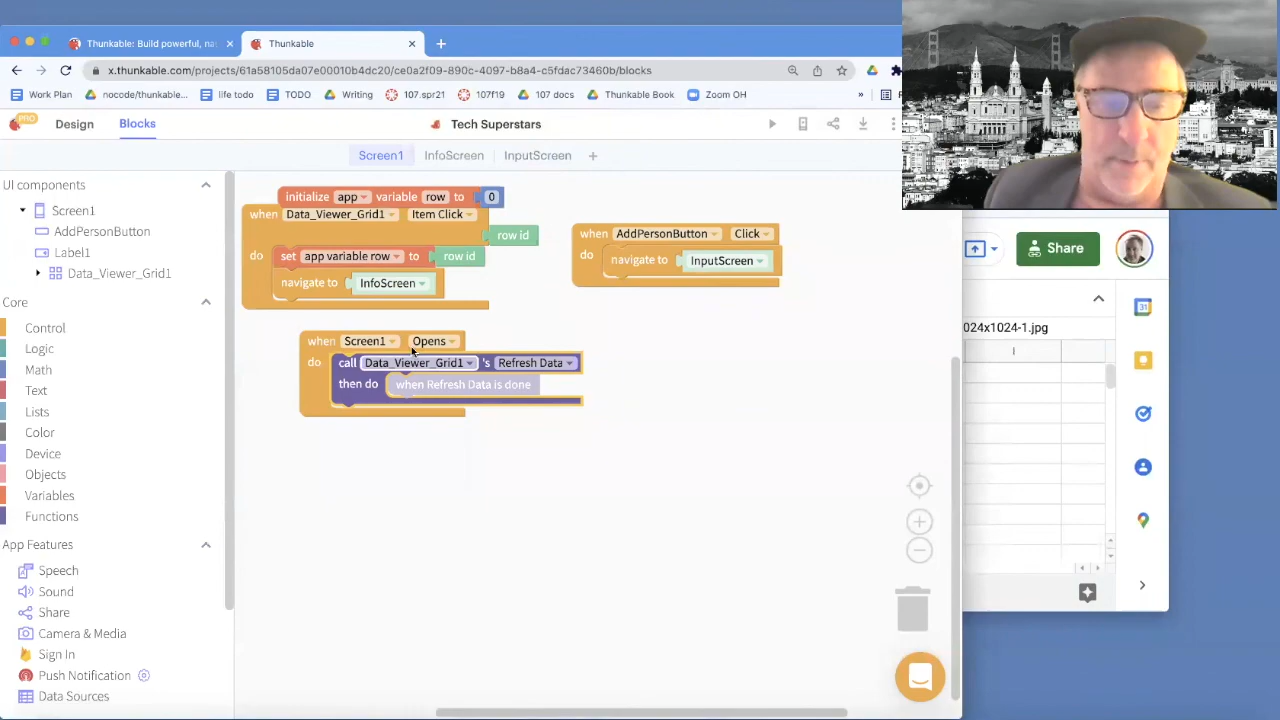 Thunkable: Build powerful, na
Thunkable
x.thunkable.com/projects/61a58105da07e00010b4dc20/ce0a2f09-890c-4097-b8a4-c5fdac73460b/blocks
Work Plan
nocode/thunkable...
life todo
TODO
Writing
107.spr21
57f19
107 docs
Thunkable Book
Zoom OH
»
PRO
Design
Blocks
Tech Superstars
Screen1
InfoScreen
InputScreen
UI components
Screen1
AddPersonButton
Label1
Data_Viewer_Grid1
Core
Control
Logic
Math
Text
Lists
Color
Device
Objects
Variables
Functions
App Features
Speech
Sound
Share
Camera & Media
Sign In
Push Notification
Data Sources
initialize app variable row to 0
when Data_Viewer_Grid1 Item Click
row id
do set app variable row to row id
navigate to InfoScreen
when AddPersonButton Click
do navigate to InputScreen
when Screen1 Opens
do call Data_Viewer_Grid1 's Refresh Data
then do when Refresh Data is done
Share
024x1024-1.jpg
I
31